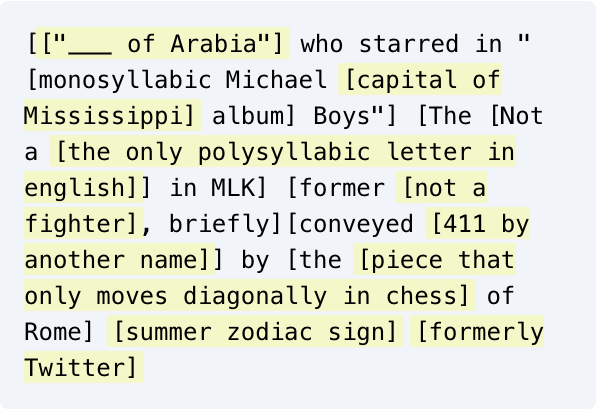 [["___ of Arabia"] who starred in "
[monosyllabic Michael [capital of
Mississippi] album] Boys"] [The [Not
a [the only polysyllabic letter in
english]] in MLK] [former [not a
fighter], briefly][conveyed [411 by
another name]] by [the [piece that
only moves diagonally in chess] of
Rome] [summer zodiac sign] [formerly
Twitter]